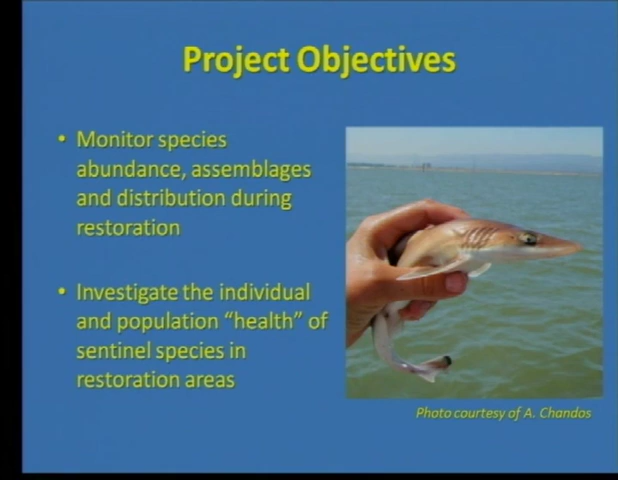 Project Objectives
• Monitor species
abundance, assemblages
and distribution during
restoration
• Investigate the individual
and population “health” of
sentinel species in
restoration areas
Photo courtesy of A. Chandos